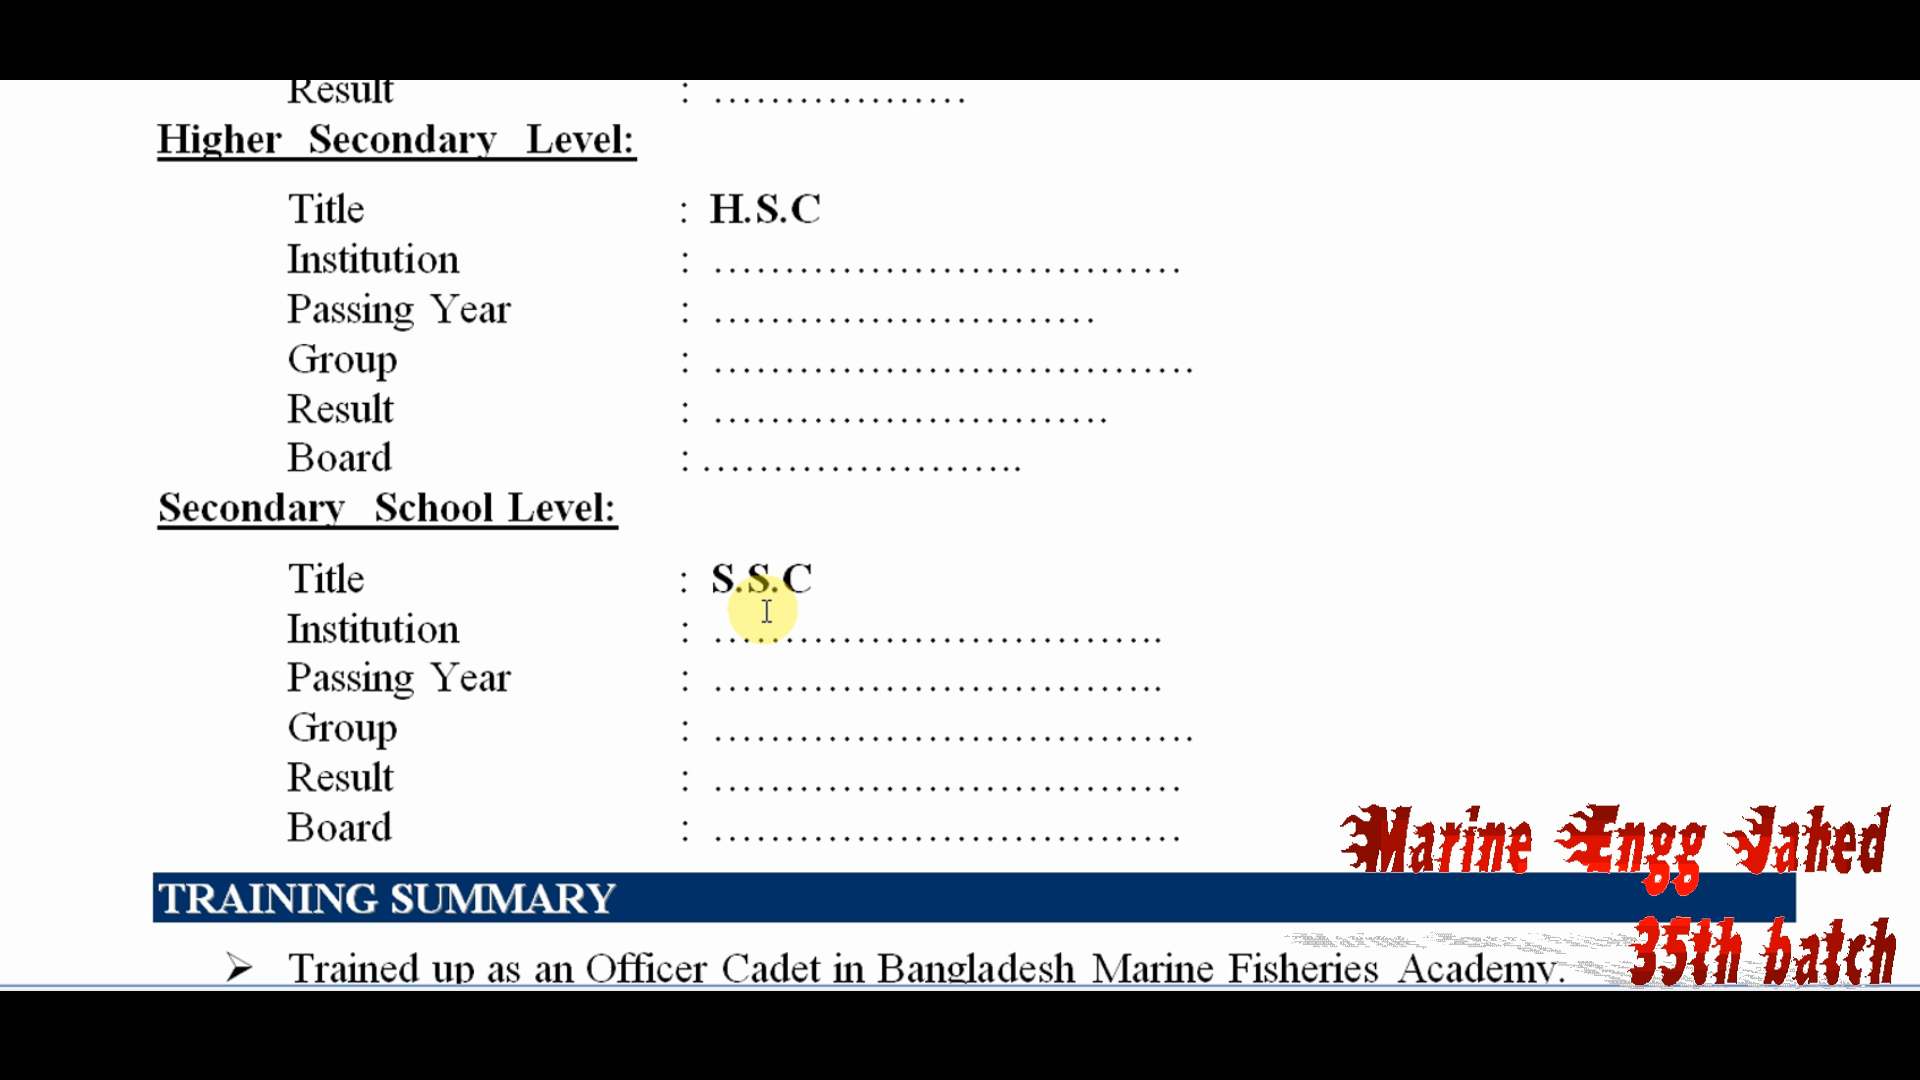 Result : ………………
Higher Secondary Level:
Title : H.S.C
Institution : ……………………………
Passing Year : ………………………
Group : …………………………….
Result : ……………………….
Board : …………………..
Secondary School Level:
Title : S.S.C
Institution : …………………………..
Passing Year : …………………………..
Group : …………………………….
Result : ……………………………
Board : ……………………………
Marine Engg Jahed
TRAINING SUMMARY
35th batch
➢ Trained up as an Officer Cadet in Bangladesh Marine Fisheries Academy.